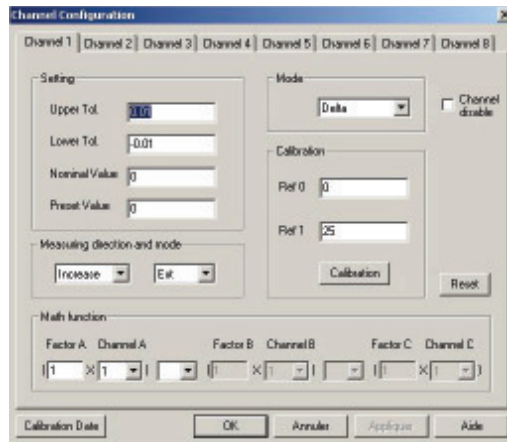 Channel Configuration
Channel 1 Channel 2 Channel 3 Channel 4 Channel 5 Channel 6 Channel 7 Channel 8
Setting
Upper Tol. 0.01
Lower Tol. -0.01
Nominal Value 0
Preset Value 0
Mode
Delta
Channel disable
Calibration
Ref 0 0
Ref 1 25
Calibration
Measuring direction and mode
Increase Ext
Reset
Math function
Factor A Channel A Factor B Channel B Factor C Channel C
( 1 X 1 ) ( 1 X 1 ) ( 1 X 1 )
Calibration Date OK Annuler Appliquer Aide